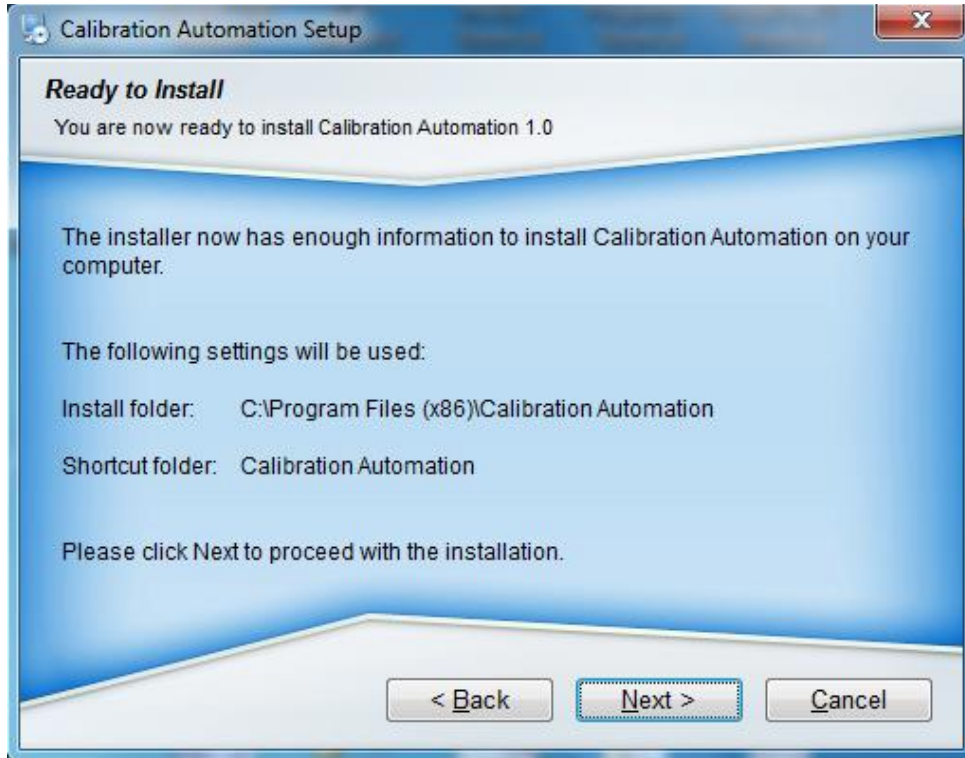 Calibration Automation Setup
Ready to Install
You are now ready to install Calibration Automation 1.0
The installer now has enough information to install Calibration Automation on your
computer.
The following settings will be used:
Install folder: C:\Program Files (x86)\Calibration Automation
Shortcut folder: Calibration Automation
Please click Next to proceed with the installation.
< Back Next > Cancel